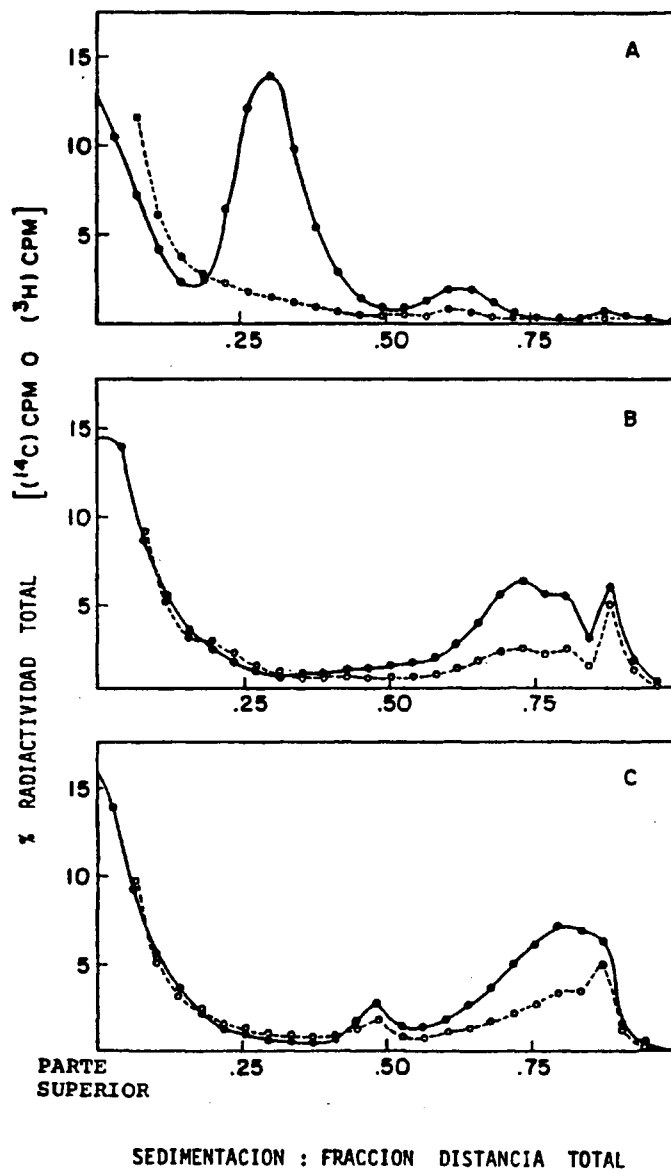 % RADIACTIVIDAD TOTAL [(¹⁴C) CPM O (³H) CPM]
A
15
10
5
.25
.50
.75
B
15
10
5
.25
.50
.75
C
15
10
5
PARTE
SUPERIOR
.25
.50
.75
SEDIMENTACION : FRACCION DISTANCIA TOTAL